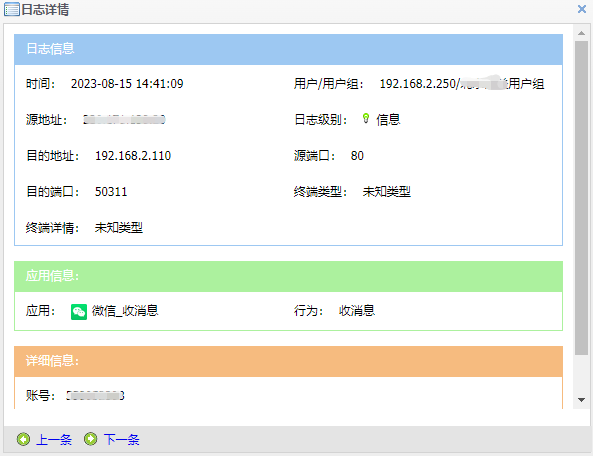 日志详情
日志信息
时间： 2023-08-15 14:41:09 用户/用户组： 192.168.2.250/ 用户组
源地址： 日志级别： 信息
目的地址： 192.168.2.110 源端口： 80
目的端口： 50311 终端类型： 未知类型
终端详情： 未知类型
应用信息：
应用： 微信_收消息 行为： 收消息
详细信息：
账号：
上一条 下一条